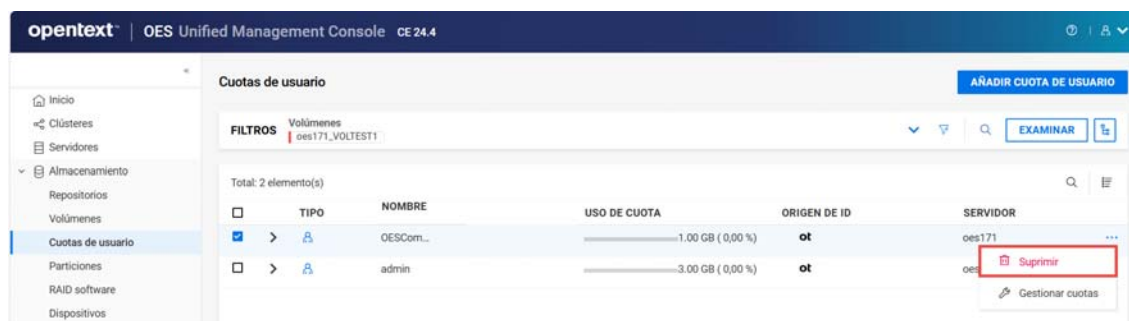 opentext™ | OES Unified Management Console CE 24.4
Cuotas de usuario
AÑADIR CUOTA DE USUARIO
Inicio
Clústeres
Servidores
Almacenamiento
Repositorios
Volúmenes
Cuotas de usuario
Particiones
RAID software
Dispositivos
FILTROS
Volúmenes
oes171_VOLTEST1
EXAMINAR
Total: 2 elemento(s)
TIPO NOMBRE USO DE CUOTA ORIGEN DE ID SERVIDOR
OESCom... 1.00 GB ( 0,00 %) ot oes171 ...
admin 3.00 GB ( 0,00 %) ot oes
Suprimir
Gestionar cuotas